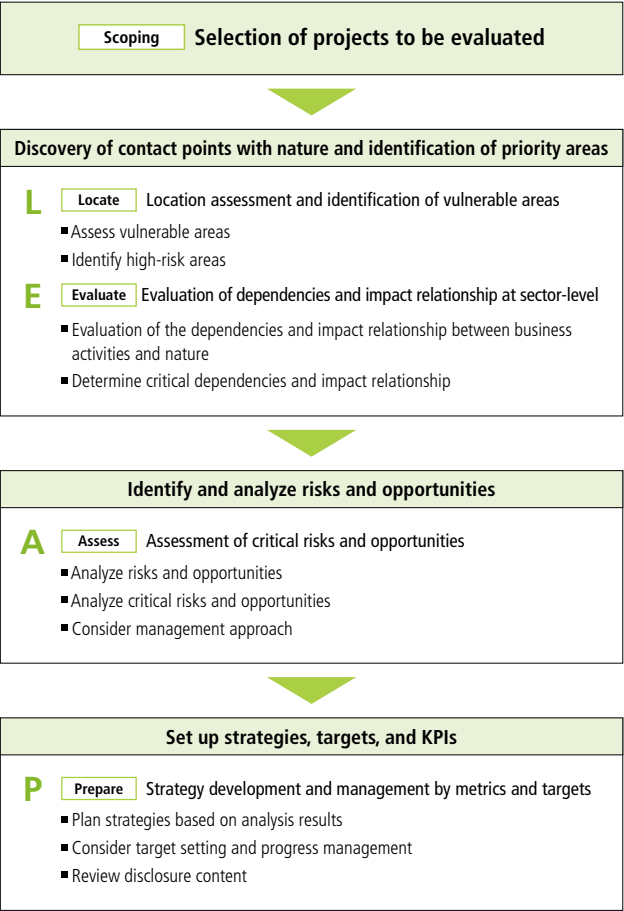 Scoping Selection of projects to be evaluated
Discovery of contact points with nature and identification of priority areas
L Locate Location assessment and identification of vulnerable areas
■ Assess vulnerable areas
■ Identify high-risk areas
E Evaluate Evaluation of dependencies and impact relationship at sector-level
■ Evaluation of the dependencies and impact relationship between business
activities and nature
■ Determine critical dependencies and impact relationship
Identify and analyze risks and opportunities
A Assess Assessment of critical risks and opportunities
■ Analyze risks and opportunities
■ Analyze critical risks and opportunities
■ Consider management approach
Set up strategies, targets, and KPIs
P Prepare Strategy development and management by metrics and targets
■ Plan strategies based on analysis results
■ Consider target setting and progress management
■ Review disclosure content